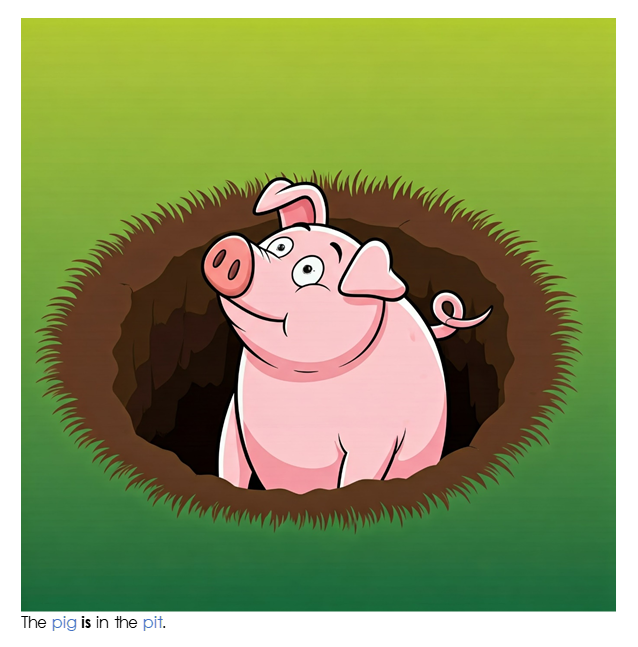 The pig is in the pit.